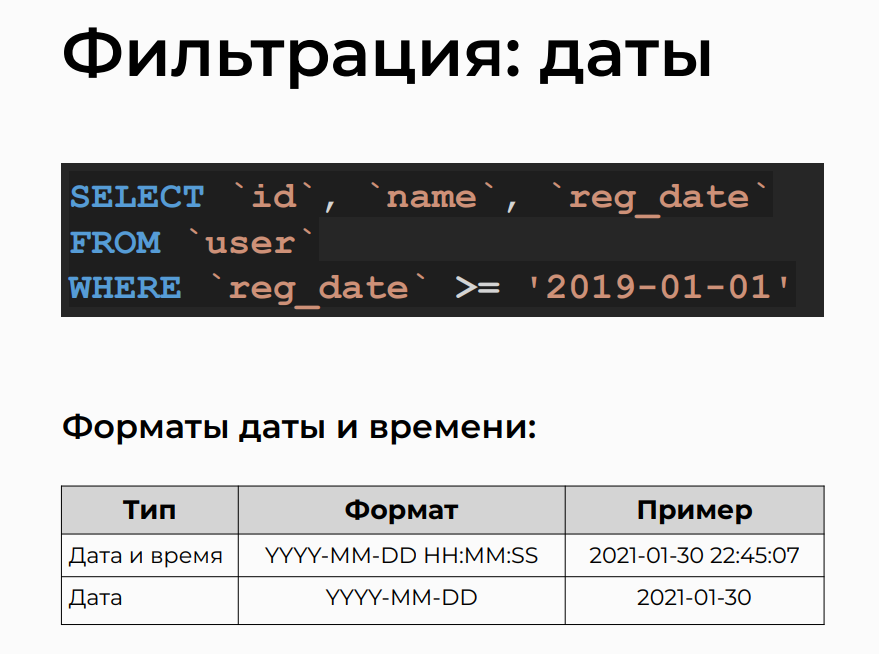 Фильтрация: даты
SELECT `id`, `name`, `reg_date`
FROM `user`
WHERE `reg_date` >= '2019-01-01'
Форматы даты и времени:
Тип Формат Пример
Дата и время YYYY-MM-DD HH:MM:SS 2021-01-30 22:45:07
Дата YYYY-MM-DD 2021-01-30